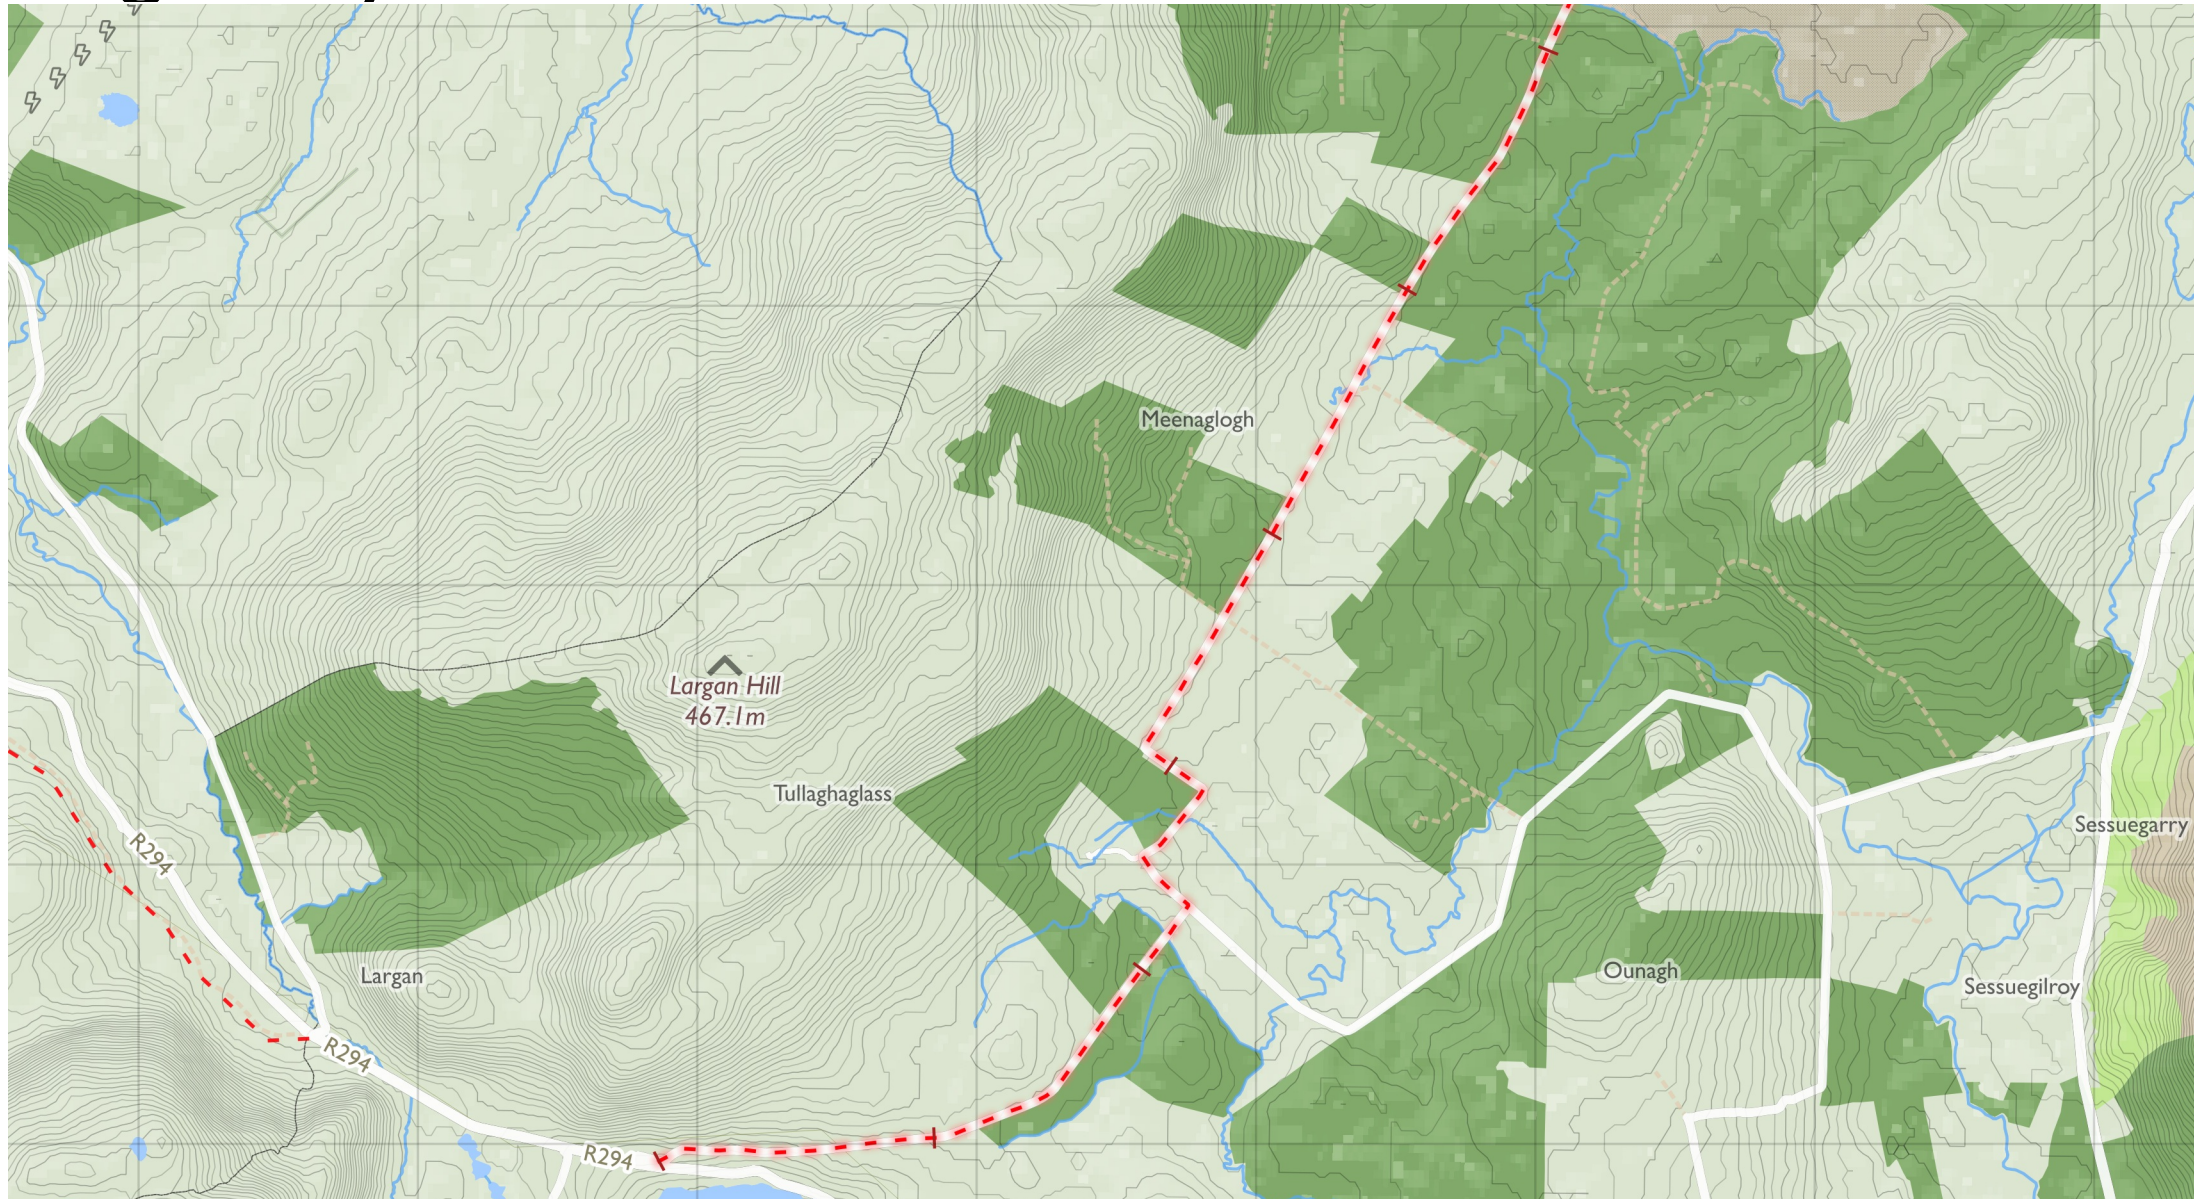 Meenaglogh
Largan Hill
467.1m
Tullaghaglass
Sessuegarry
R294
Largan
Ounagh
Sessuegilroy
R294
R294